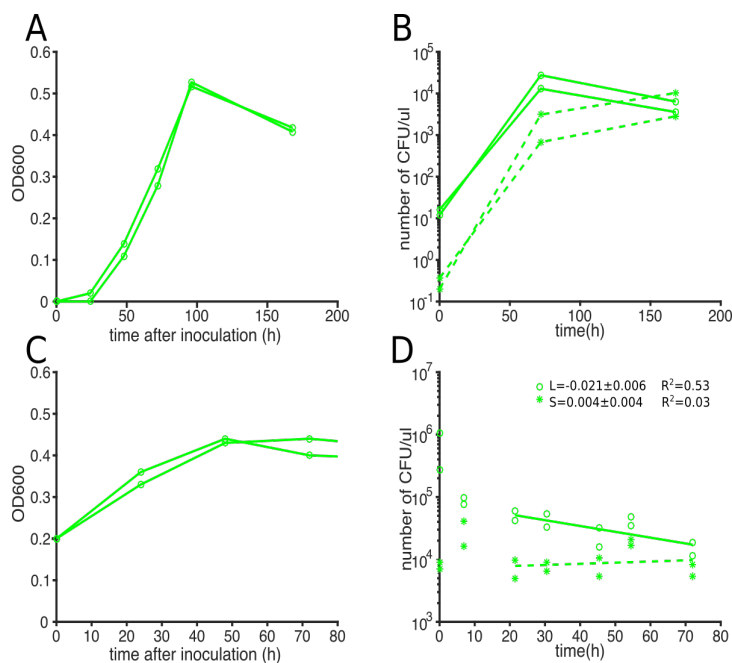 A
0.6
0.5
0.4
0.3
0.2
0.1
0
OD600
0 50 100 150 200
time after inoculation (h)
B
10^5
10^4
10^3
10^2
10^1
10^0
10^-1
number of CFU/ul
0 50 100 150 200
time(h)
C
0.6
0.5
0.4
0.3
0.2
0.1
0
OD600
0 10 20 30 40 50 60 70 80
time after inoculation (h)
D
10^7
10^6
10^5
10^4
10^3
number of CFU/ul
L=-0.021±0.006 R²=0.53
S=0.004±0.004 R²=0.03
0 10 20 30 40 50 60 70 80
time(h)